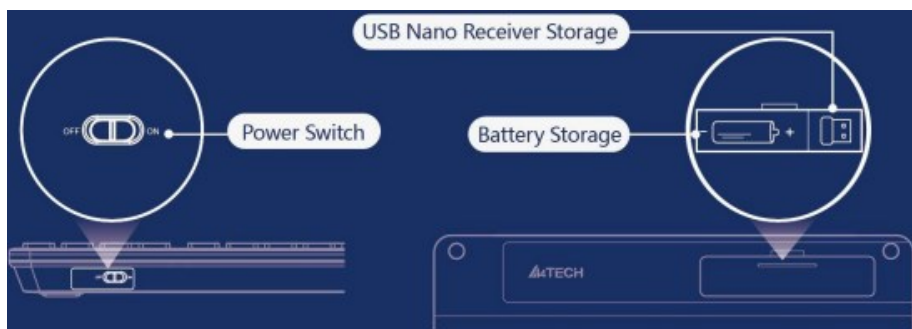 USB Nano Receiver Storage
OFF ON
Power Switch
Battery Storage
- +
A4TECH